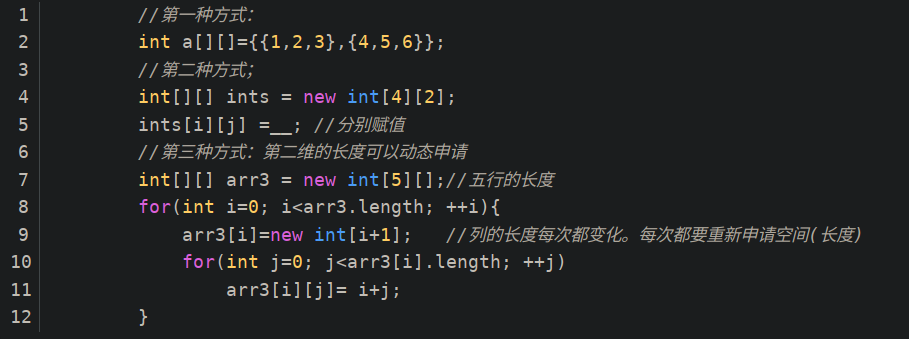 1 //第一种方式：
2 int a[][]={{1,2,3},{4,5,6}};
3 //第二种方式；
4 int[][] ints = new int[4][2];
5 ints[i][j] =__; //分别赋值
6 //第三种方式：第二维的长度可以动态申请
7 int[][] arr3 = new int[5][];//五行的长度
8 for(int i=0; i<arr3.length; ++i){
9 arr3[i]=new int[i+1]; //列的长度每次都变化。每次都要重新申请空间(长度)
10 for(int j=0; j<arr3[i].length; ++j)
11 arr3[i][j]= i+j;
12 }